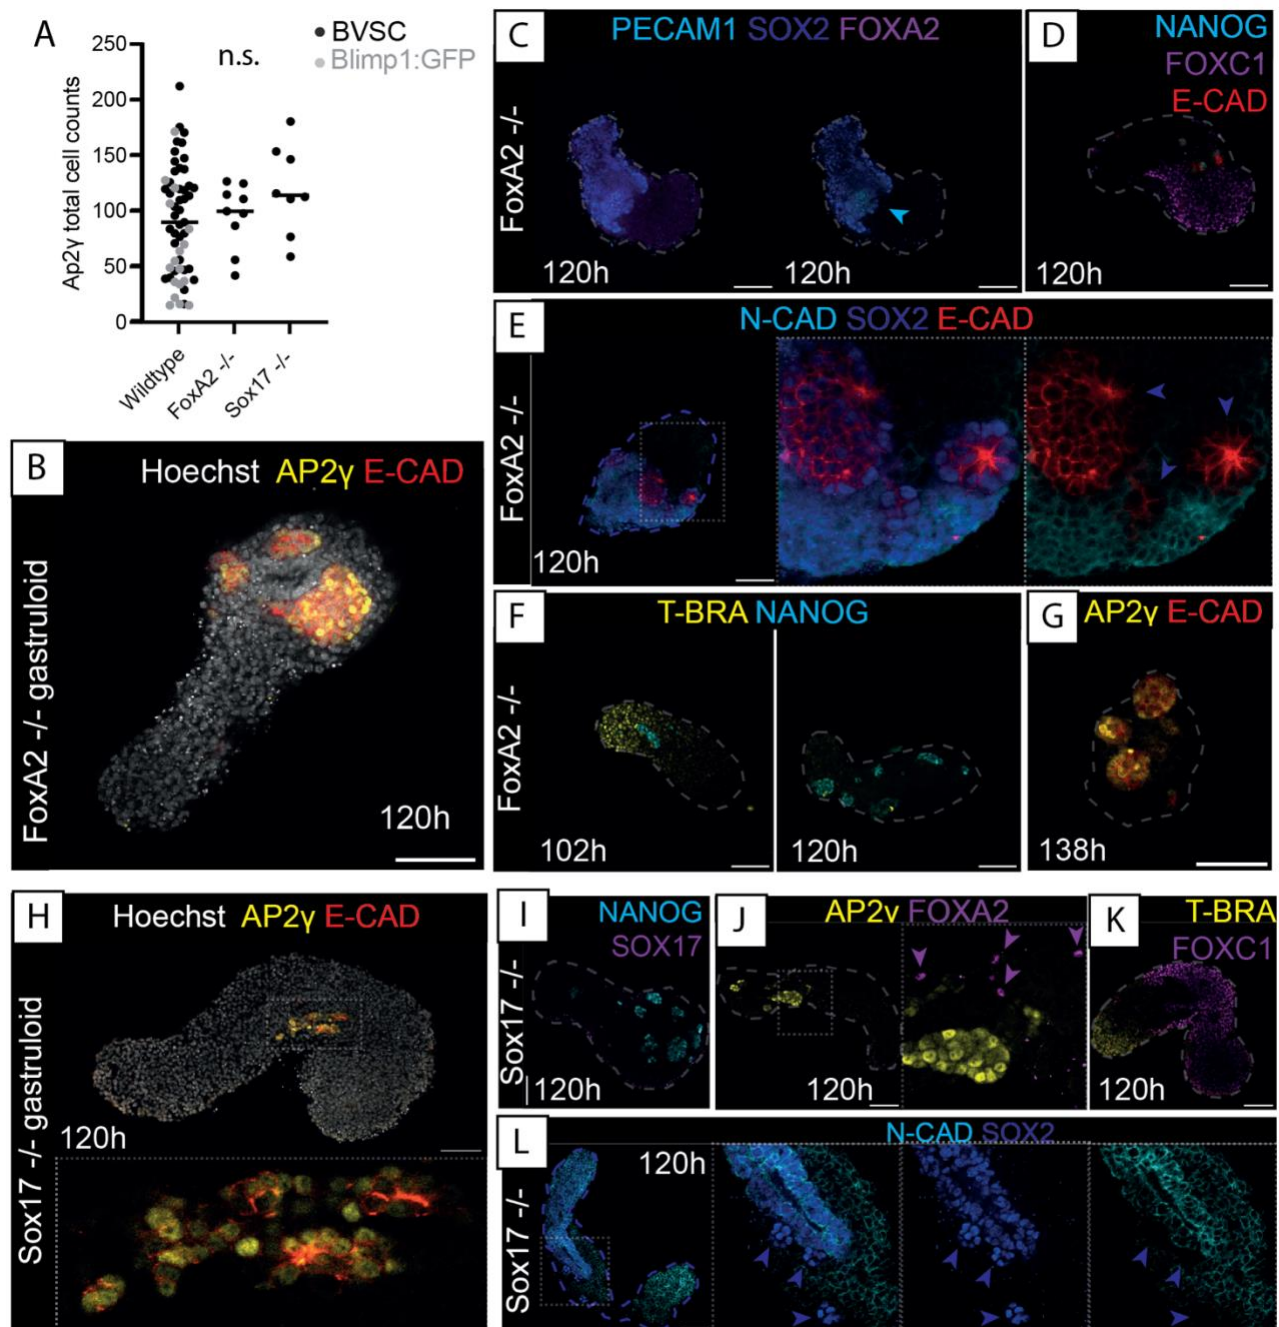 A
250
200
150
100
50
0
Ap2γ total cell counts
n.s.
BVSC
Blimp1:GFP
Wildtype
FoxA2 -/-
Sox17 -/-
B
Hoechst AP2γ E-CAD
FoxA2 -/- gastruloid
120h
C
PECAM1 SOX2 FOXA2
FoxA2 -/-
120h
120h
D
NANOG
FOXC1
E-CAD
120h
E
N-CAD SOX2 E-CAD
FoxA2 -/-
120h
F
T-BRA NANOG
FoxA2 -/-
102h
120h
G
AP2γ E-CAD
138h
H
Hoechst AP2γ E-CAD
Sox17 -/- gastruloid
120h
I
NANOG
SOX17
Sox17 -/-
120h
J
AP2γ FOXA2
120h
K
T-BRA
FOXC1
120h
L
N-CAD SOX2
Sox17 -/-
120h